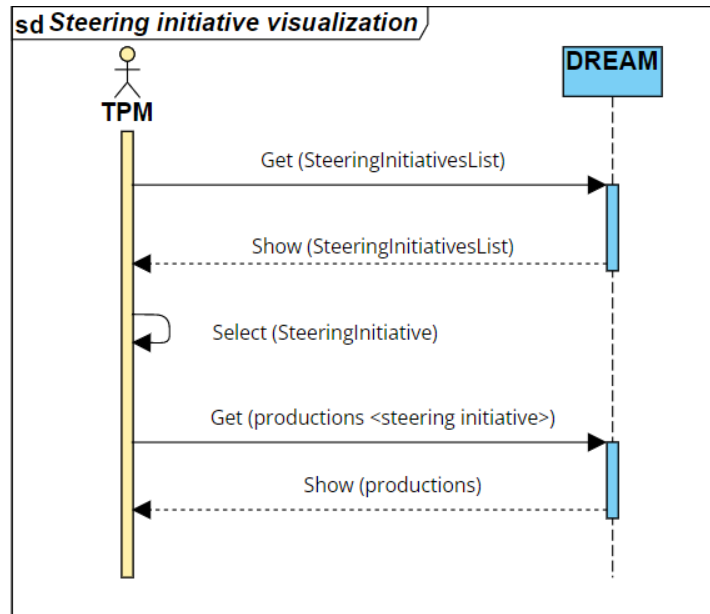 sd Steering initiative visualization
TPM
DREAM
Get (SteeringInitiativesList)
Show (SteeringInitiativesList)
Select (SteeringInitiative)
Get (productions <steering initiative>)
Show (productions)